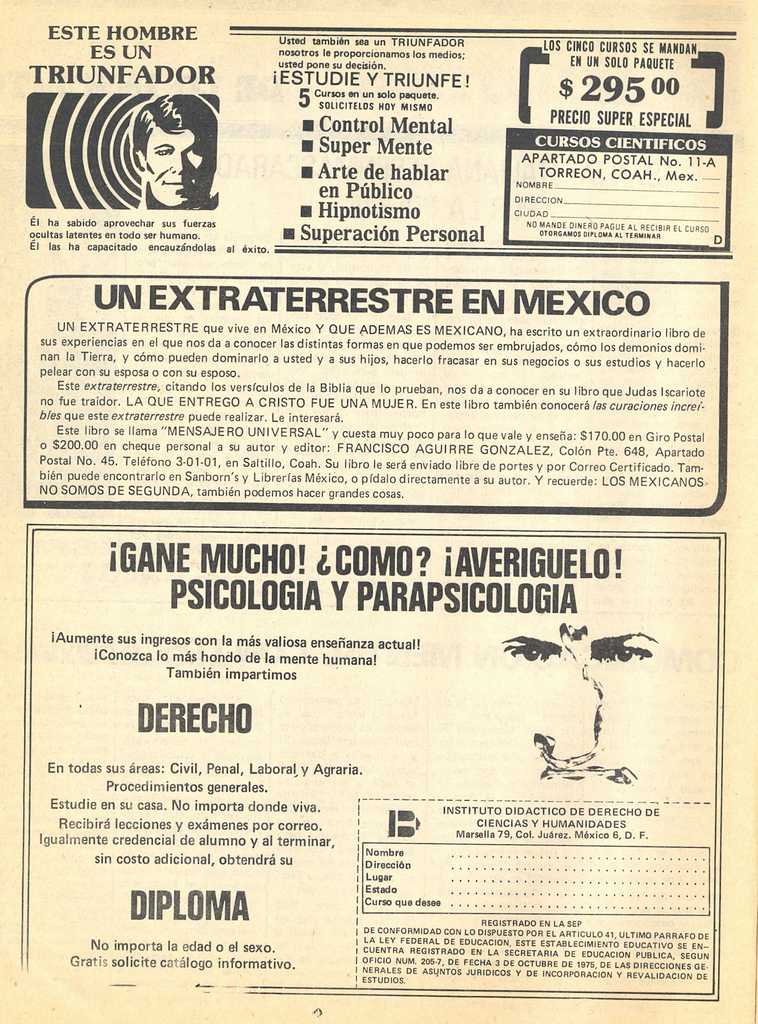 ESTE HOMBRE
ES UN
TRIUNFADOR
Él ha sabido aprovechar sus fuerzas
ocultas latentes en todo ser humano.
Él las ha capacitado encauzándolas al éxito.
Usted también sea un TRIUNFADOR
nosotros le proporcionamos los medios;
usted pone su decisión.
¡ESTUDIE Y TRIUNFE!
5 Cursos en un solo paquete.
SOLICITELOS HOY MISMO
■ Control Mental
■ Super Mente
■ Arte de hablar
en Público
■ Hipnotismo
■ Superación Personal
LOS CINCO CURSOS SE MANDAN
EN UN SOLO PAQUETE
$ 295 00
PRECIO SUPER ESPECIAL
CURSOS CIENTIFICOS
APARTADO POSTAL No. 11-A
TORREON, COAH., Mex.
NOMBRE
DIRECCION
CIUDAD
NO MANDE DINERO PAGUE AL RECIBIR EL CURSO
OTORGAMOS DIPLOMA AL TERMINAR
D
UN EXTRATERRESTRE EN MEXICO
UN EXTRATERRESTRE que vive en México Y QUE ADEMAS ES MEXICANO, ha escrito un extraordinario libro de
sus experiencias en el que nos da a conocer las distintas formas en que podemos ser embrujados, cómo los demonios domi-
nan la Tierra, y cómo pueden dominarlo a usted y a sus hijos, hacerlo fracasar en sus negocios o sus estudios y hacerlo
pelear con su esposa o con su esposo.
Este extraterrestre, citando los versículos de la Biblia que lo prueban, nos da a conocer en su libro que Judas Iscariote
no fue traidor. LA QUE ENTREGO A CRISTO FUE UNA MUJER. En este libro también conocerá las curaciones increí-
bles que este extraterrestre puede realizar. Le interesará.
Este libro se llama "MENSAJERO UNIVERSAL" y cuesta muy poco para lo que vale y enseña: $170.00 en Giro Postal
o $200.00 en cheque personal a su autor y editor: FRANCISCO AGUIRRE GONZALEZ, Colón Pte. 648, Apartado
Postal No. 45. Teléfono 3-01-01, en Saltillo, Coah. Su libro le será enviado libre de portes y por Correo Certificado. Tam-
bién puede encontrarlo en Sanborn's y Librerías México, o pídalo directamente a su autor. Y recuerde: LOS MEXICANOS
NO SOMOS DE SEGUNDA, también podemos hacer grandes cosas.
¡GANE MUCHO! ¿COMO? ¡AVERIGUELO!
PSICOLOGIA Y PARAPSICOLOGIA
¡Aumente sus ingresos con la más valiosa enseñanza actual!
¡Conozca lo más hondo de la mente humana!
También impartimos
DERECHO
En todas sus áreas: Civil, Penal, Laboral y Agraria.
Procedimientos generales.
Estudie en su casa. No importa donde viva.
Recibirá lecciones y exámenes por correo.
Igualmente credencial de alumno y al terminar,
sin costo adicional, obtendrá su
DIPLOMA
No importa la edad o el sexo.
Gratis solicite catálogo informativo.
INSTITUTO DIDACTICO DE DERECHO DE
CIENCIAS Y HUMANIDADES
Marsella 79, Col. Juárez. México 6, D. F.
Nombre
Dirección
Lugar
Estado
Curso que desee
REGISTRADO EN LA SEP
DE CONFORMIDAD CON LO DISPUESTO POR EL ARTICULO 41, ULTIMO PARRAFO DE
LA LEY FEDERAL DE EDUCACION, ESTE ESTABLECIMIENTO EDUCATIVO SE EN-
CUENTRA REGISTRADO EN LA SECRETARIA DE EDUCACION PUBLICA, SEGUN
OFICIO NUM. 205-7, DE FECHA 3 DE OCTUBRE DE 1975, DE LAS DIRECCIONES GE-
NERALES DE ASUNTOS JURIDICOS Y DE INCORPORACION Y REVALIDACION DE
ESTUDIOS.